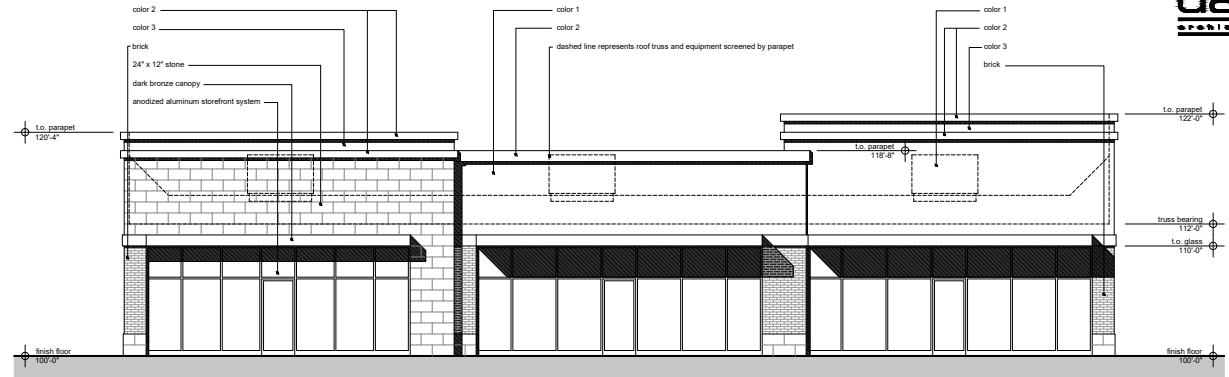 color 2
color 3
brick
24" x 12" stone
dark bronze canopy
anodized aluminum storefront system
color 1
color 2
dashed line represents roof truss and equipment screened by parapet
color 1
color 2
color 3
brick
t.o. parapet
120'-4"
t.o. parapet
122'-0"
t.o. parapet
118'-8"
truss bearing
112'-0"
t.o. glass
110'-0"
finish floor
100'-0"
finish floor
100'-0"